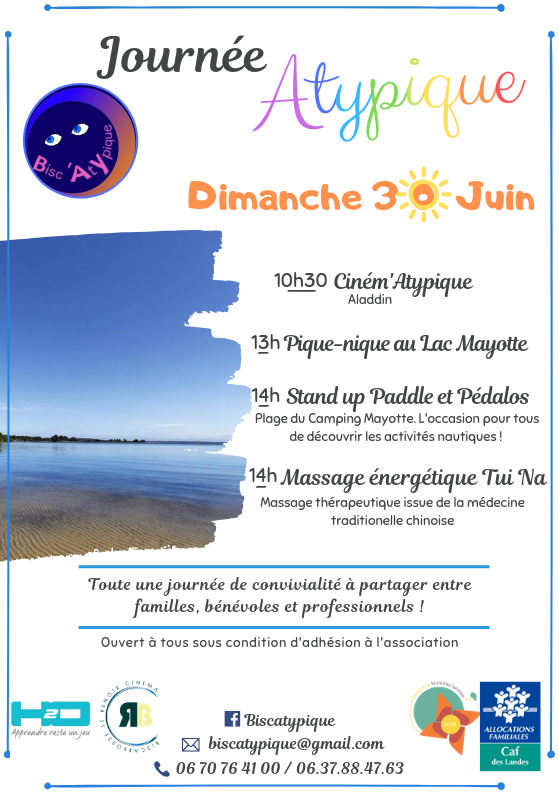 Journée
Atypique
Bisc'Atypique
Dimanche 30 Juin
10h30 Ciném'Atypique
Aladdin
13h Pique-nique au Lac Mayotte
14h Stand up Paddle et Pédalos
Plage du Camping Mayotte. L'occasion pour tous
de découvrir les activités nautiques !
14h Massage énergétique Tui Na
Massage thérapeutique issue de la médecine
traditionelle chinoise
Toute une journée de convivialité à partager entre
familles, bénévoles et professionnels !
Ouvert à tous sous condition d'adhésion à l'association
H2O
Apprendre reste un jeu
RB
BISCARROSSE
RENOIR CINEMA
Biscatypique
biscatypique@gmail.com
06 70 76 41 00 / 06.37.88.47.63
ALLOCATIONS
FAMILIALES
Caf
des Landes